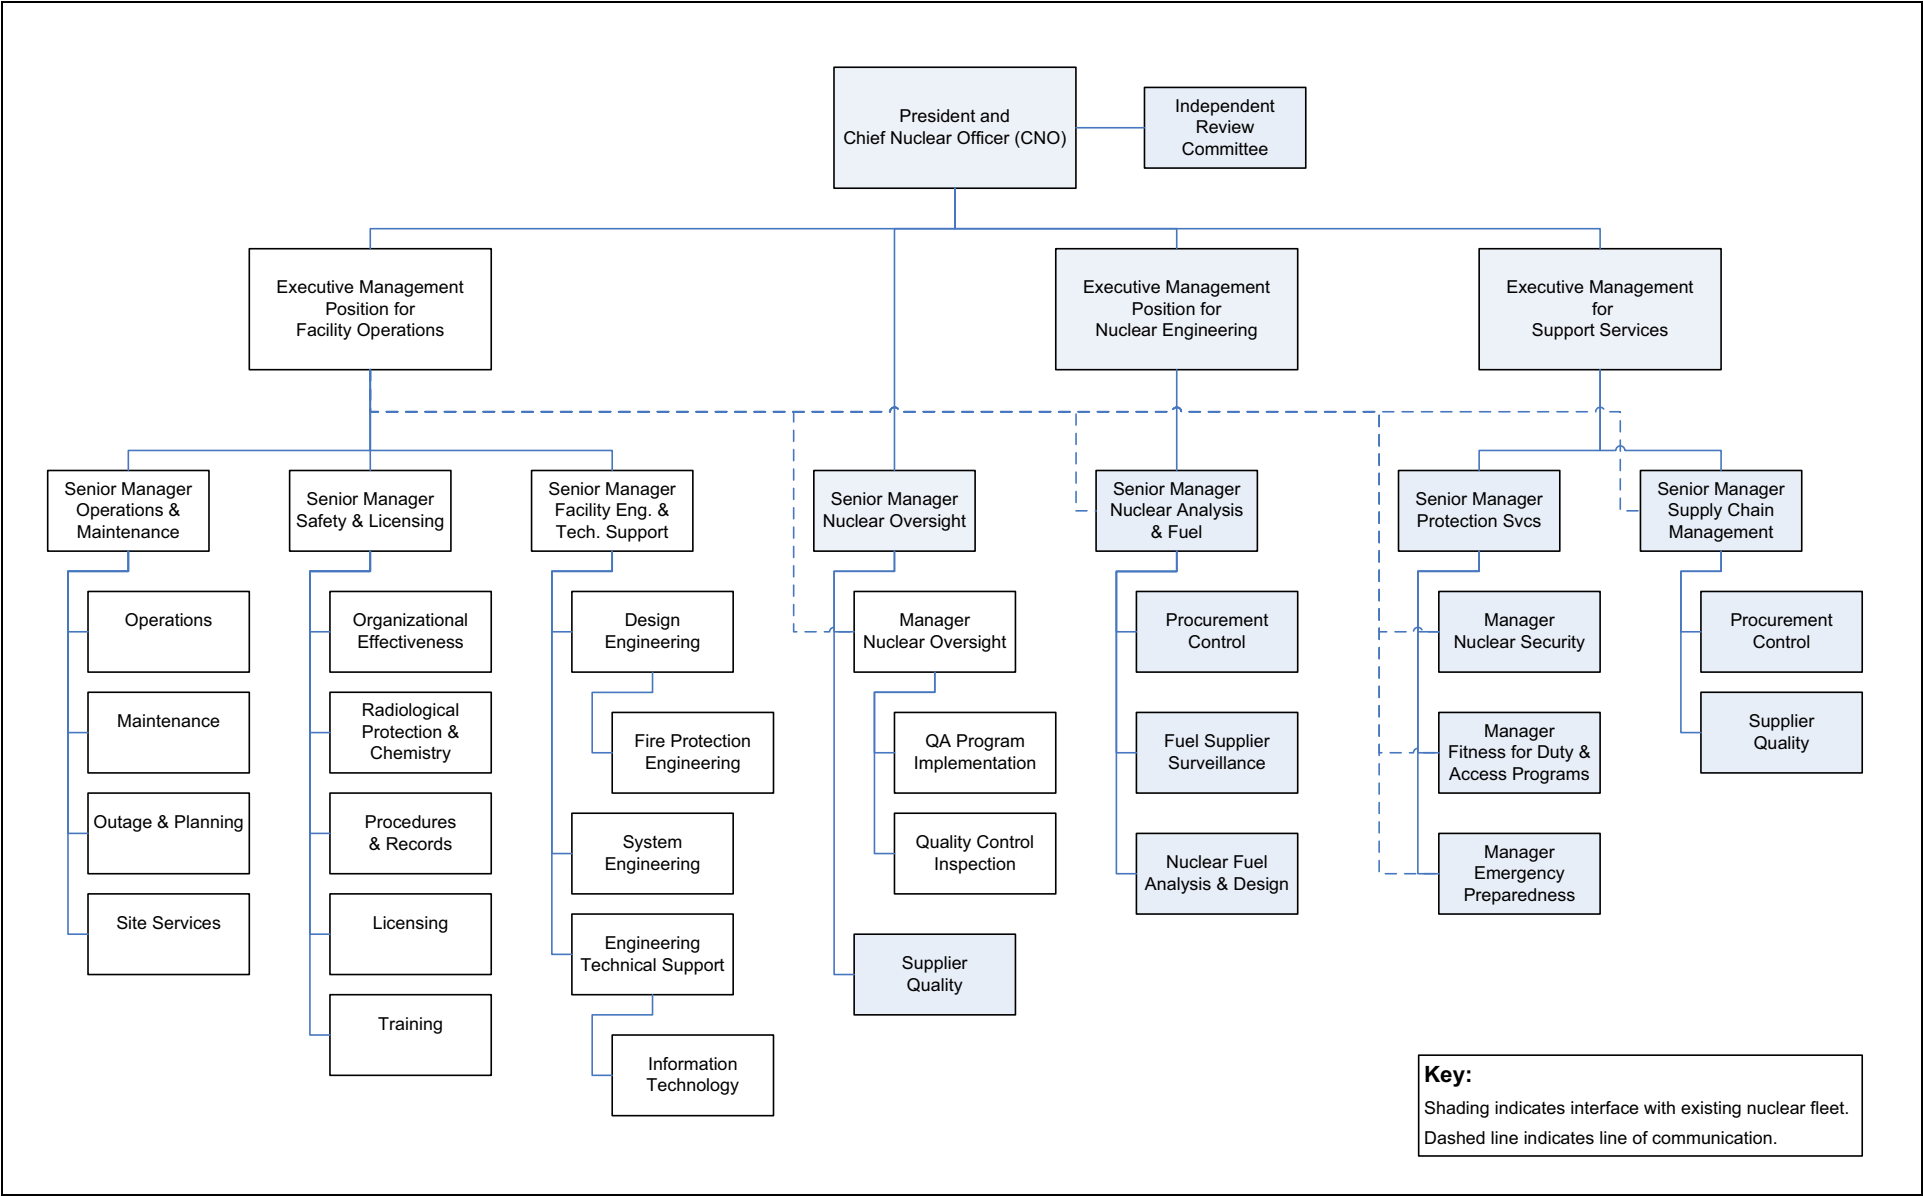 President and
Chief Nuclear Officer (CNO)
Independent
Review
Committee
Executive Management
Position for
Facility Operations
Executive Management
Position for
Nuclear Engineering
Executive Management
for
Support Services
Senior Manager
Operations &
Maintenance
Senior Manager
Safety & Licensing
Senior Manager
Facility Eng. &
Tech. Support
Senior Manager
Nuclear Oversight
Senior Manager
Nuclear Analysis
& Fuel
Senior Manager
Protection Svcs
Senior Manager
Supply Chain
Management
Operations
Maintenance
Outage & Planning
Site Services
Organizational
Effectiveness
Radiological
Protection &
Chemistry
Procedures
& Records
Licensing
Training
Design
Engineering
Fire Protection
Engineering
System
Engineering
Engineering
Technical Support
Information
Technology
Manager
Nuclear Oversight
QA Program
Implementation
Quality Control
Inspection
Supplier
Quality
Procurement
Control
Fuel Supplier
Surveillance
Nuclear Fuel
Analysis & Design
Manager
Nuclear Security
Manager
Fitness for Duty &
Access Programs
Manager
Emergency
Preparedness
Procurement
Control
Supplier
Quality
Key:
Shading indicates interface with existing nuclear fleet.
Dashed line indicates line of communication.